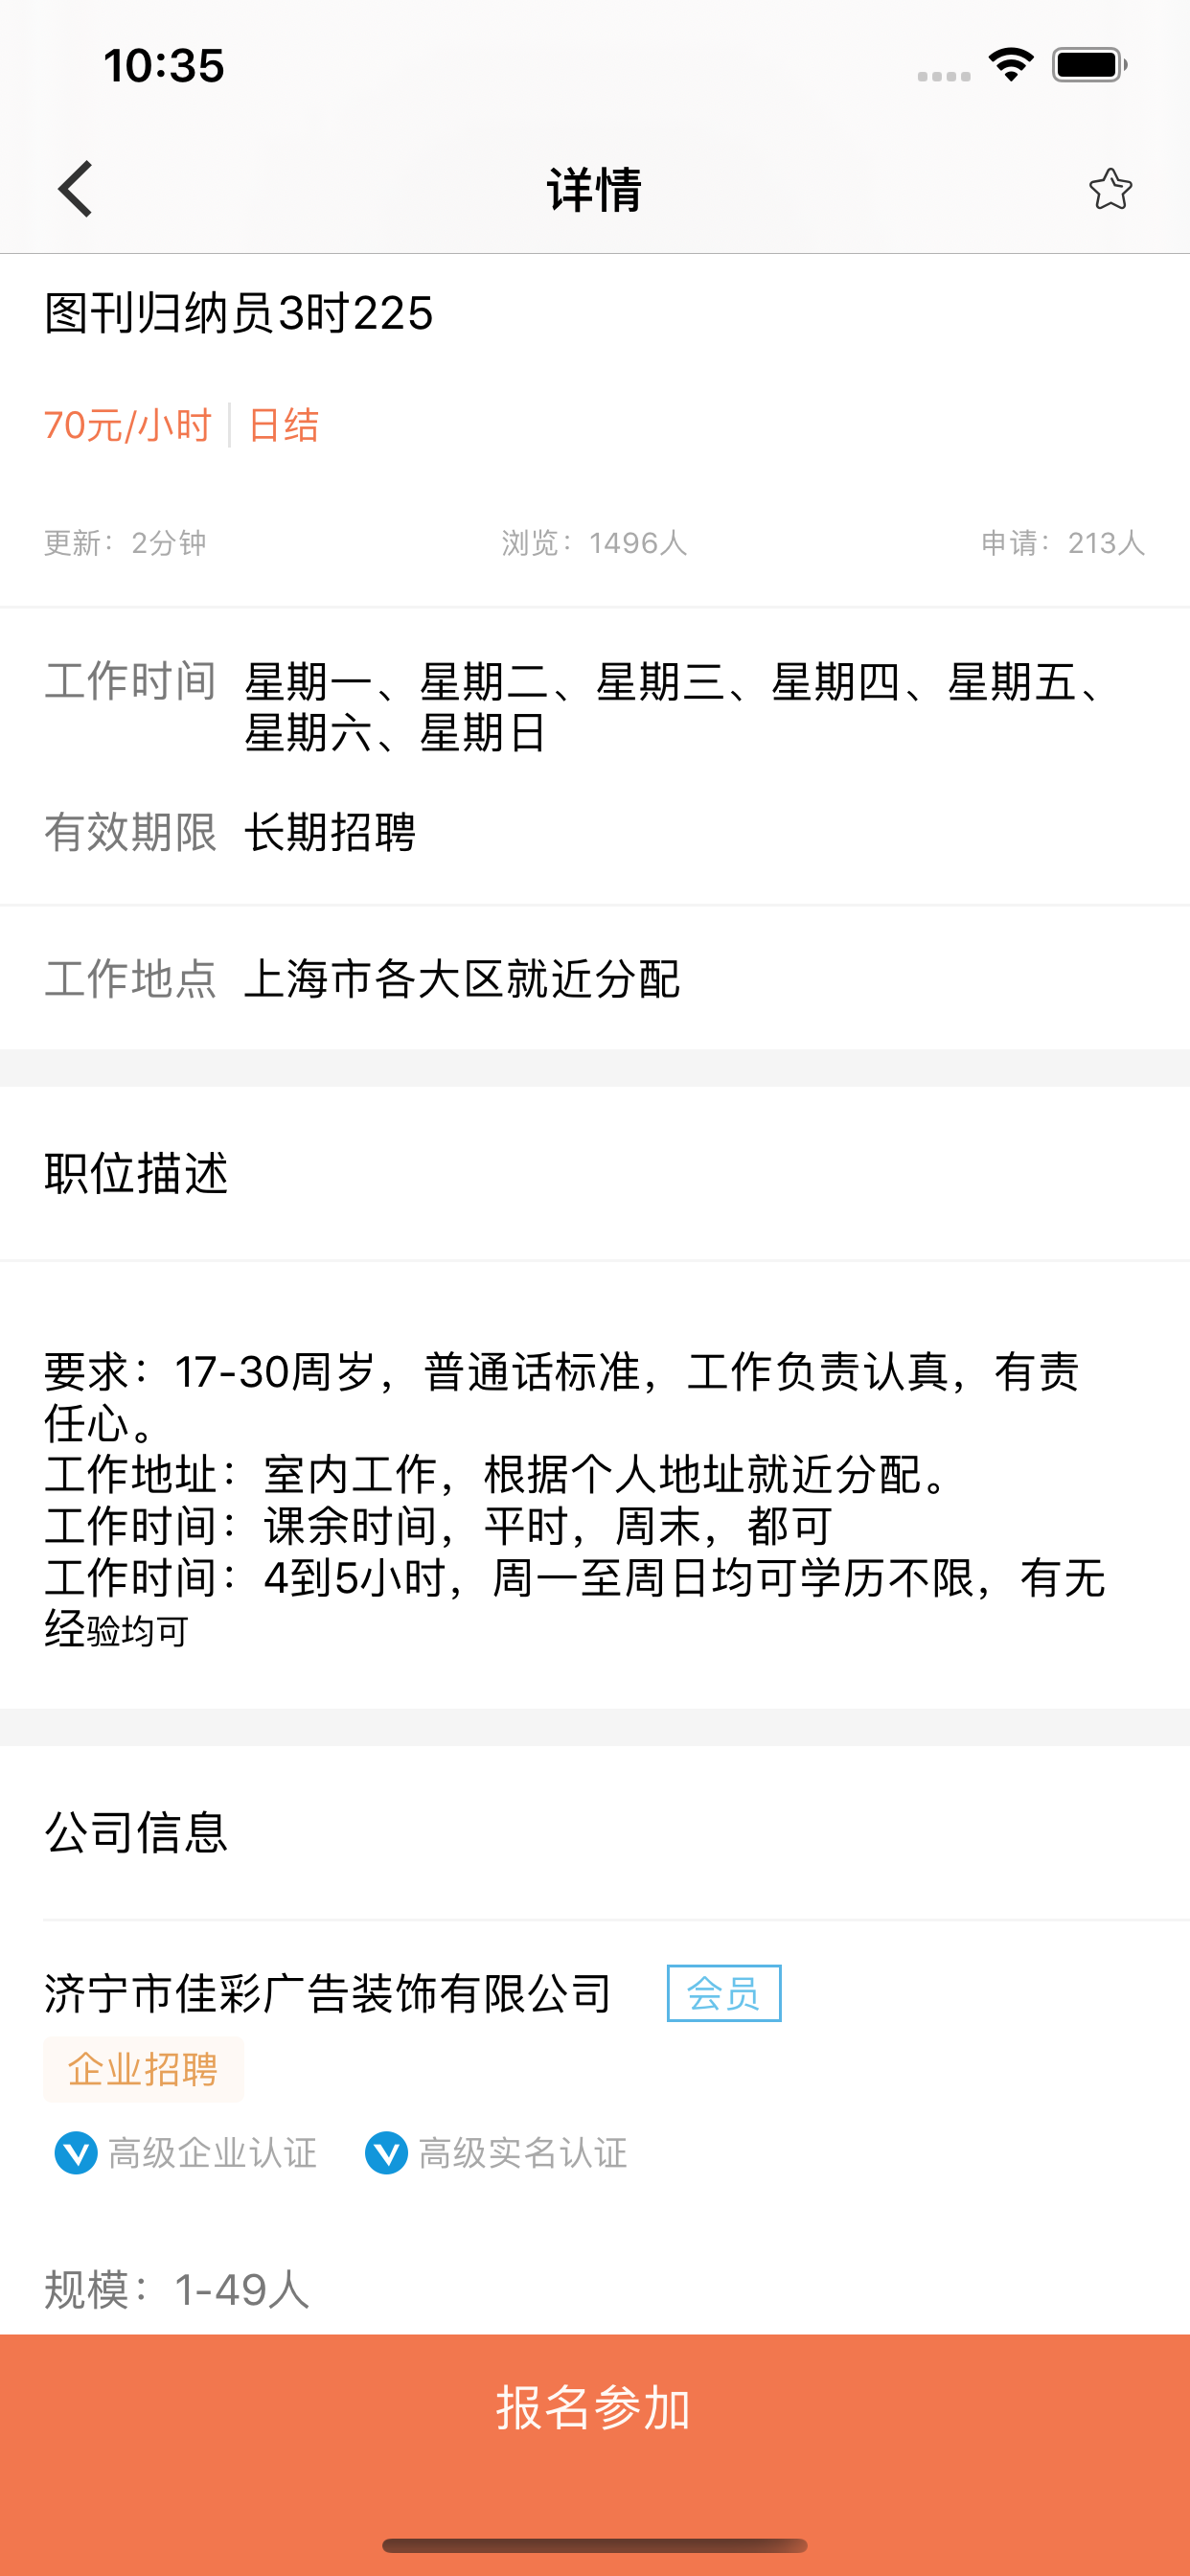 10:35
详情
图刊归纳员3时225
70元/小时 日结
更新：2分钟 浏览：1496人 申请：213人
工作时间 星期一、星期二、星期三、星期四、星期五、
星期六、星期日
有效期限 长期招聘
工作地点 上海市各大区就近分配
职位描述
要求：17-30周岁，普通话标准，工作负责认真，有责
任心。
工作地址：室内工作，根据个人地址就近分配。
工作时间：课余时间，平时，周末，都可
工作时间：4到5小时，周一至周日均可学历不限，有无
经验均可
公司信息
济宁市佳彩广告装饰有限公司 会员
企业招聘
高级企业认证 高级实名认证
规模：1-49人
报名参加